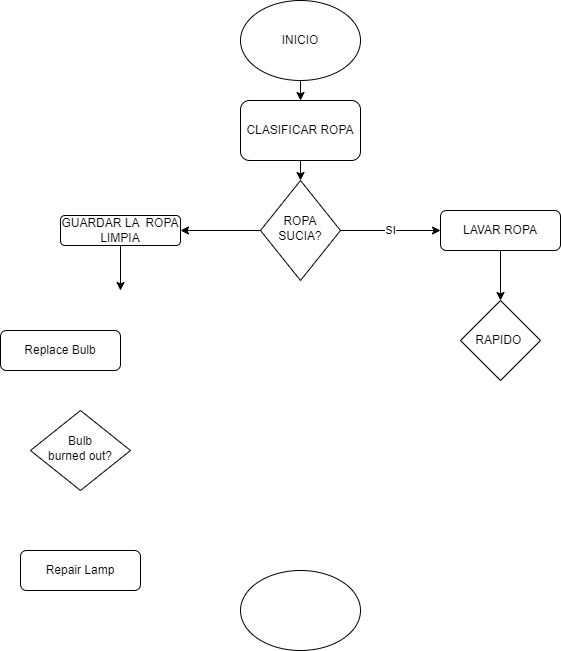 INICIO
CLASIFICAR ROPA
ROPA
SUCIA?
GUARDAR LA  ROPA
LIMPIA
SI
LAVAR ROPA
RAPIDO
Replace Bulb
Bulb
burned out?
Repair Lamp